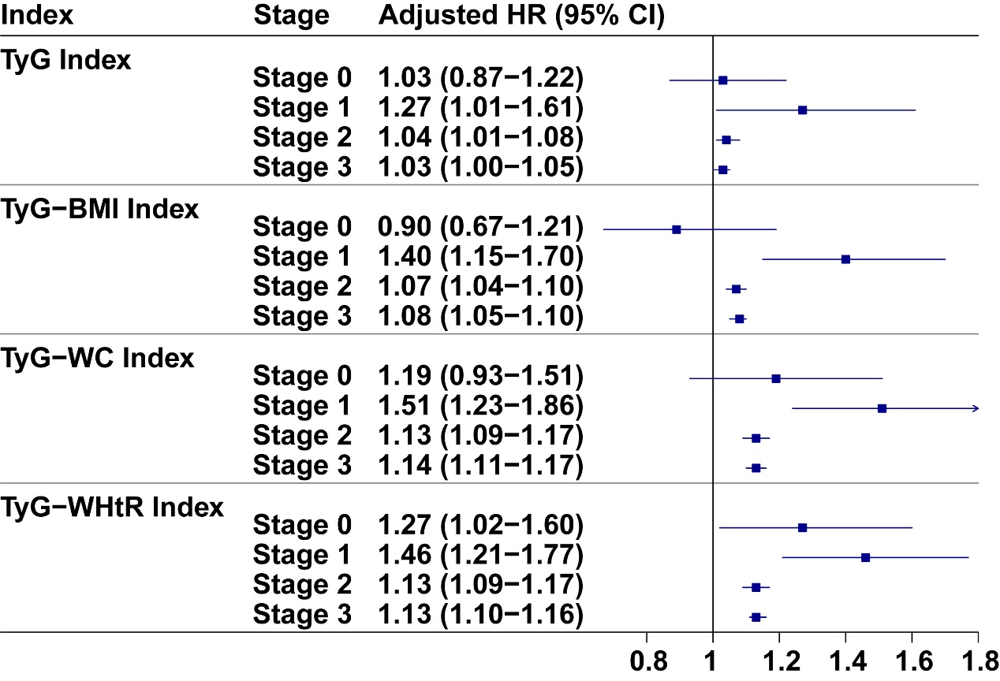 Index Stage Adjusted HR (95% CI)
TyG Index
Stage 0 1.03 (0.87−1.22)
Stage 1 1.27 (1.01−1.61)
Stage 2 1.04 (1.01−1.08)
Stage 3 1.03 (1.00−1.05)
TyG−BMI Index
Stage 0 0.90 (0.67−1.21)
Stage 1 1.40 (1.15−1.70)
Stage 2 1.07 (1.04−1.10)
Stage 3 1.08 (1.05−1.10)
TyG−WC Index
Stage 0 1.19 (0.93−1.51)
Stage 1 1.51 (1.23−1.86)
Stage 2 1.13 (1.09−1.17)
Stage 3 1.14 (1.11−1.17)
TyG−WHtR Index
Stage 0 1.27 (1.02−1.60)
Stage 1 1.46 (1.21−1.77)
Stage 2 1.13 (1.09−1.17)
Stage 3 1.13 (1.10−1.16)
0.8 1 1.2 1.4 1.6 1.8